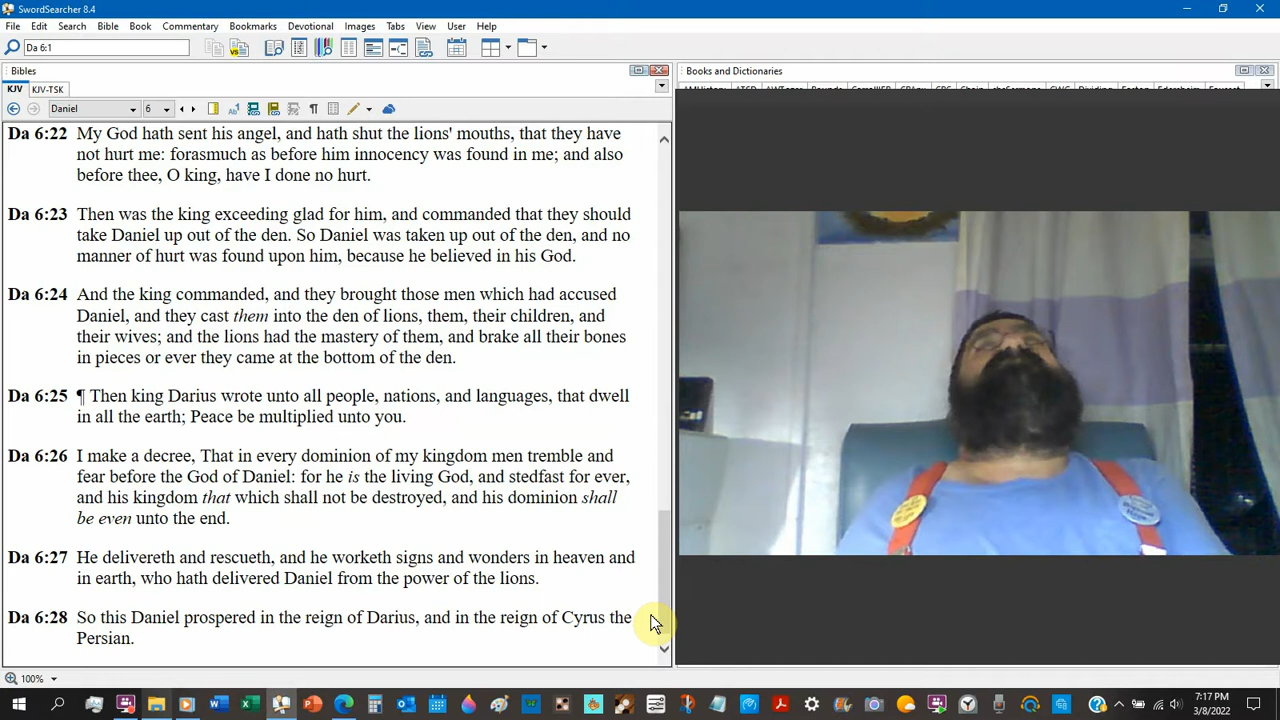 SwordSearcher 8.4
File Edit Search Bible Book Commentary Bookmarks Devotional Images Tabs View User Help
Da 6:1
Bibles
Books and Dictionaries
KJV KJV-TSK
Daniel 6
Da 6:22 My God hath sent his angel, and hath shut the lions' mouths, that they have
not hurt me: forasmuch as before him innocency was found in me; and also
before thee, O king, have I done no hurt.
Da 6:23 Then was the king exceeding glad for him, and commanded that they should
take Daniel up out of the den. So Daniel was taken up out of the den, and no
manner of hurt was found upon him, because he believed in his God.
Da 6:24 And the king commanded, and they brought those men which had accused
Daniel, and they cast them into the den of lions, them, their children, and
their wives; and the lions had the mastery of them, and brake all their bones
in pieces or ever they came at the bottom of the den.
Da 6:25 ¶ Then king Darius wrote unto all people, nations, and languages, that dwell
in all the earth; Peace be multiplied unto you.
Da 6:26 I make a decree, That in every dominion of my kingdom men tremble and
fear before the God of Daniel: for he is the living God, and stedfast for ever,
and his kingdom that which shall not be destroyed, and his dominion shall
be even unto the end.
Da 6:27 He delivereth and rescueth, and he worketh signs and wonders in heaven and
in earth, who hath delivered Daniel from the power of the lions.
Da 6:28 So this Daniel prospered in the reign of Darius, and in the reign of Cyrus the
Persian.
100%
7:17 PM
3/8/2022